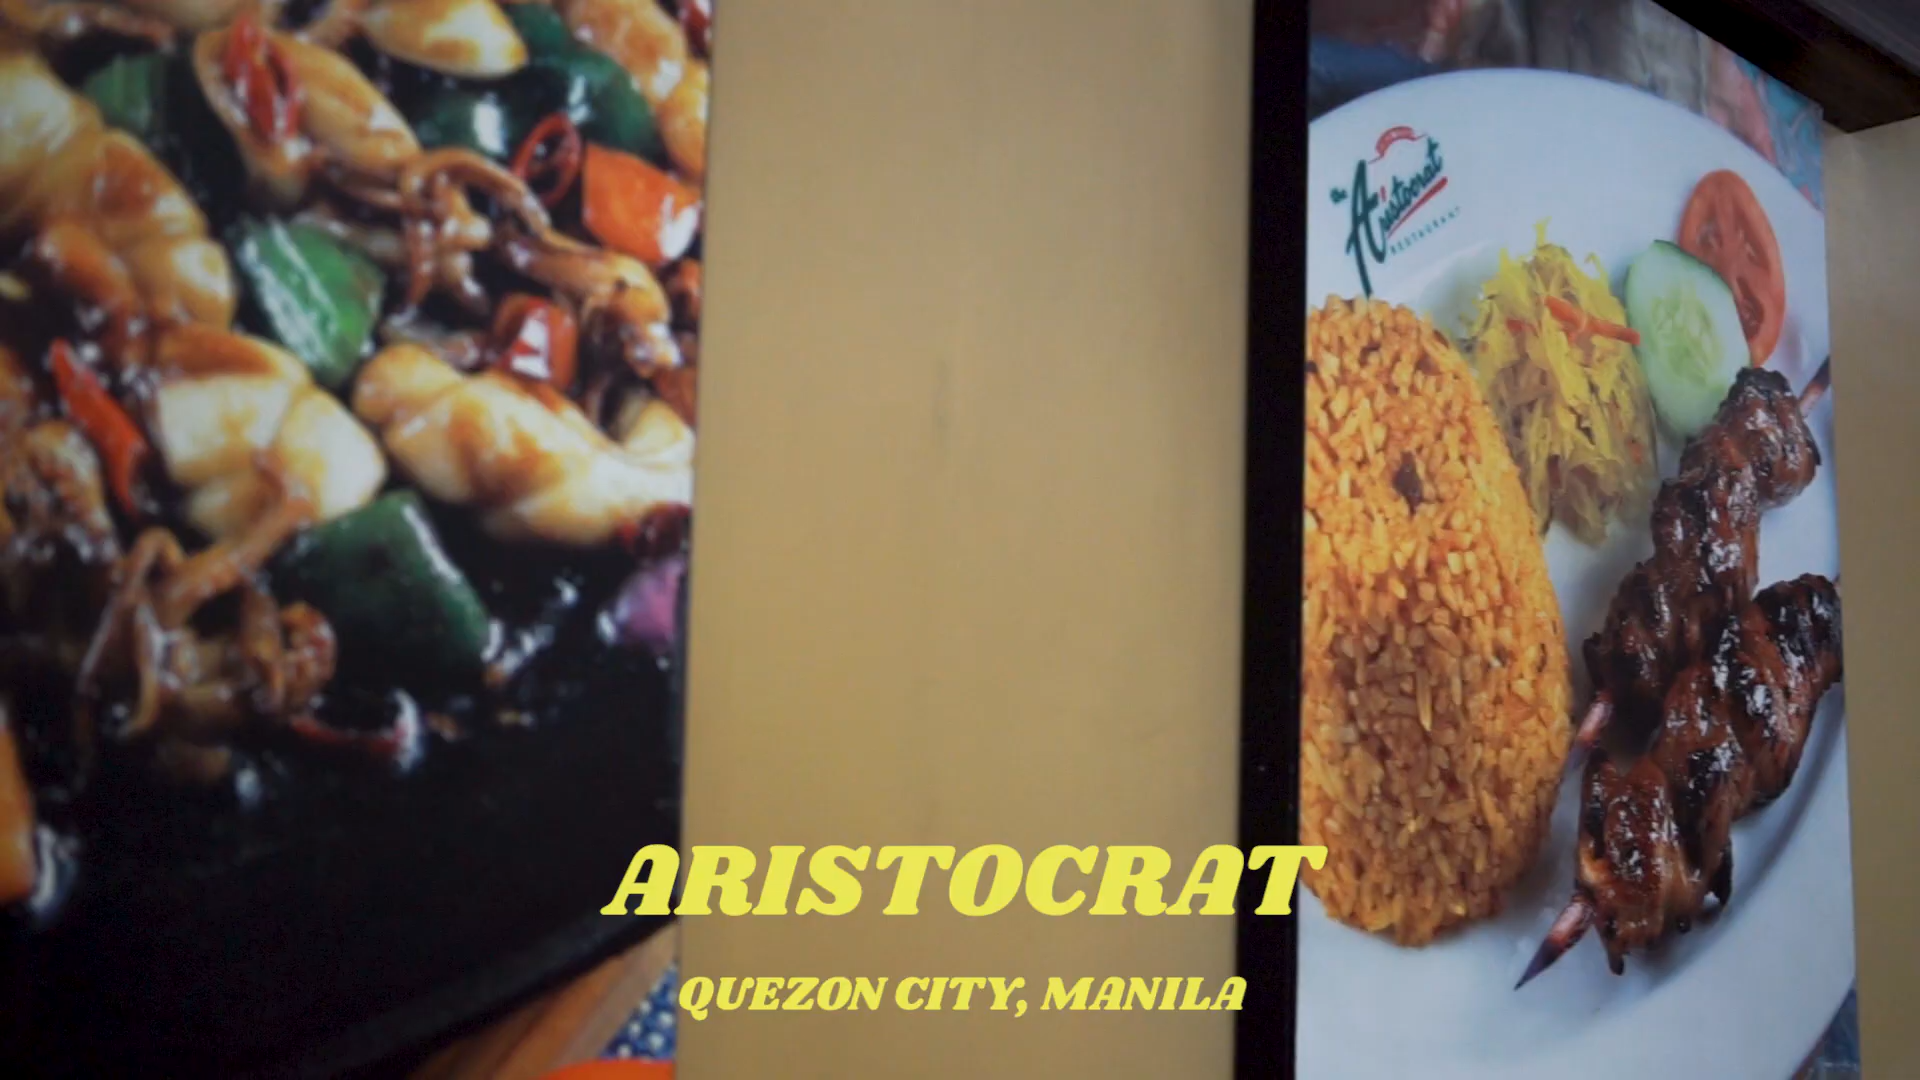 the
Aristocrat
RESTAURANT
ARISTOCRAT
QUEZON CITY, MANILA